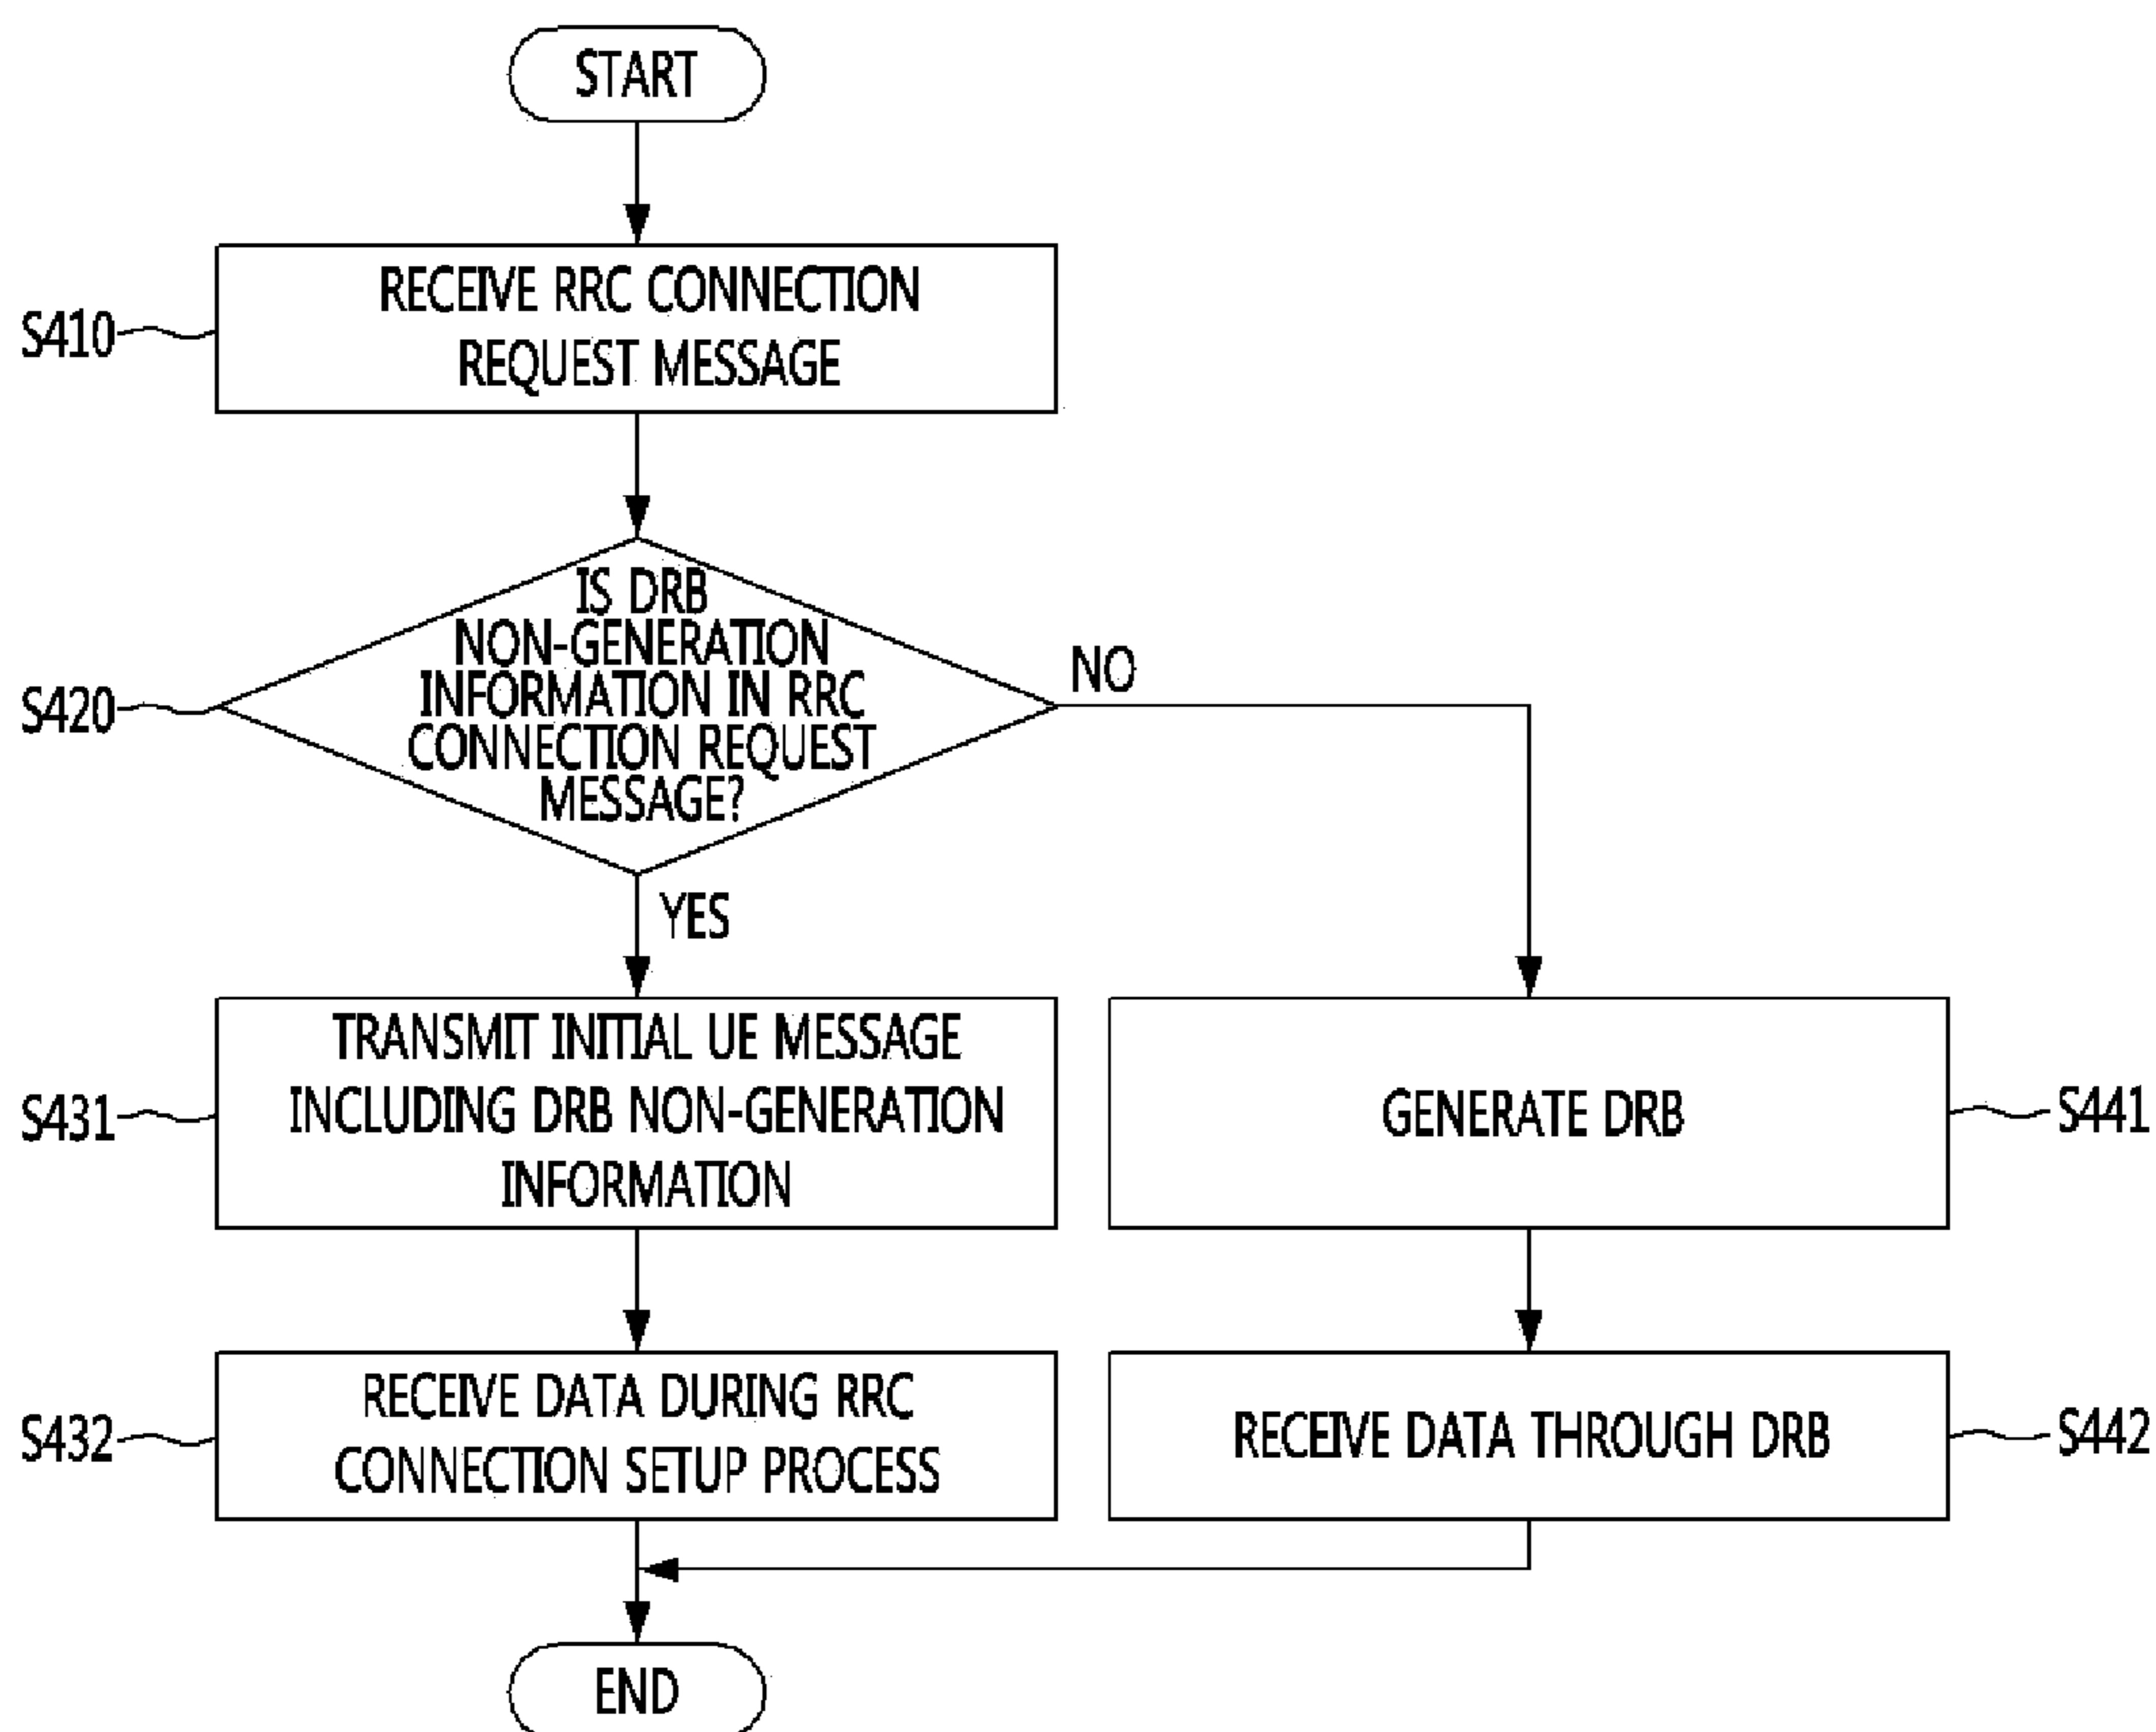 START
RECEIVE RRC CONNECTION
REQUEST MESSAGE
S410
IS DRB
NON-GENERATION
INFORMATION IN RRC
CONNECTION REQUEST
MESSAGE?
S420
NO
YES
TRANSMIT INITIAL UE MESSAGE
INCLUDING DRB NON-GENERATION
INFORMATION
S431
GENERATE DRB
S441
RECEIVE DATA DURING RRC
CONNECTION SETUP PROCESS
S432
RECEIVE DATA THROUGH DRB
S442
END